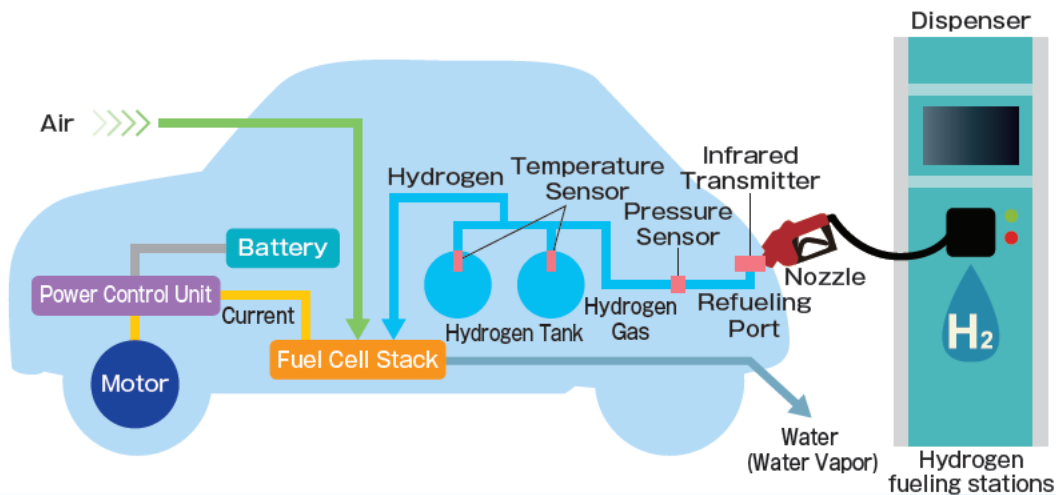 Dispenser
Air
Hydrogen
Temperature
Sensor
Infrared
Transmitter
Pressure
Sensor
Battery
Nozzle
Power Control Unit
Current
Hydrogen Tank
Hydrogen
Gas
Refueling
Port
Fuel Cell Stack
Motor
H2
Water
(Water Vapor)
Hydrogen
fueling stations